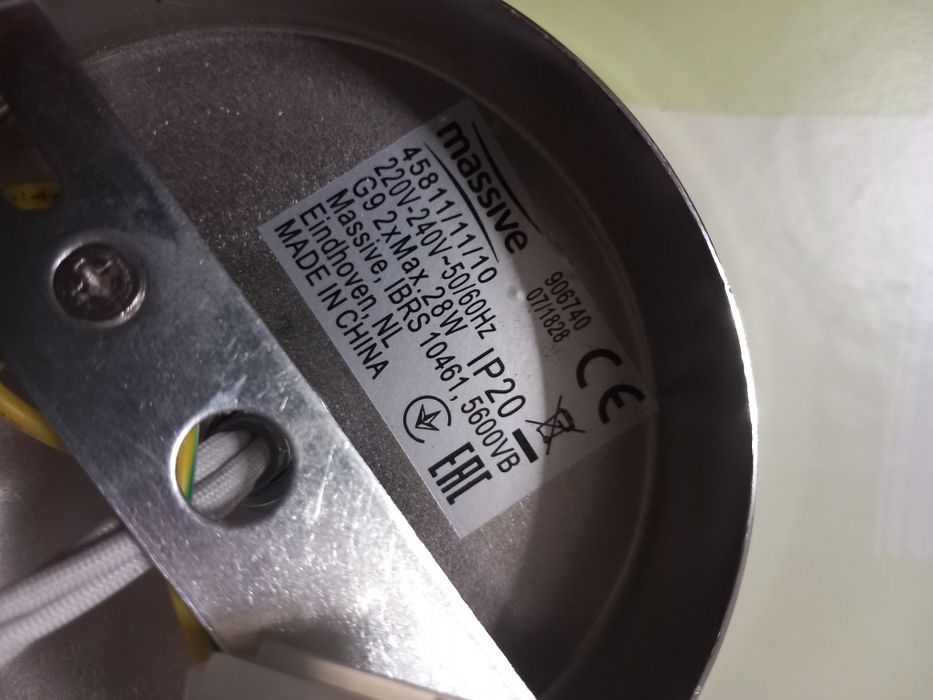 massive
45811/11/10
220V-240V~50/60Hz
G9 2xMax. 28W IP20
Massive, IBRS 10461, 5600VB
Eindhoven, NL
MADE IN CHINA
906740
071828
CE
EAC